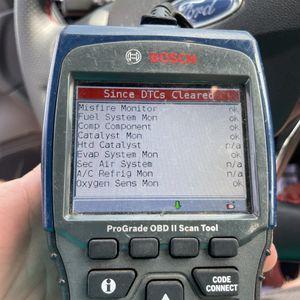 Ford
BOSCH
Since DTCs Cleared
Misfire Monitor ok
Fuel System Mon ok
Comp Component ok
Catalyst Mon ok
Htd Catalyst n/a
Evap System Mon ok
Sec Air System n/a
A/C Refrig Mon n/a
Oxygen Sens Mon ok
ProGrade OBD II Scan Tool
i
CODE
CONNECT